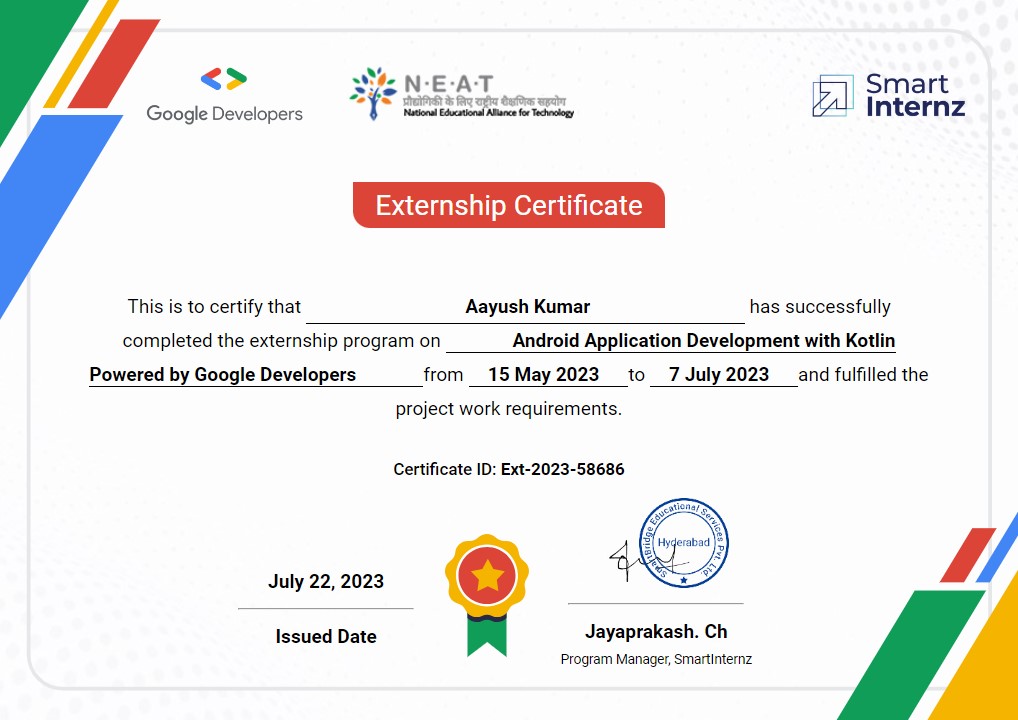 Google Developers
N·E·A·T
प्रौद्योगिकी के लिए राष्ट्रीय शैक्षणिक सहयोग
National Educational Alliance for Technology
Smart
Internz
Externship Certificate
This is to certify that Aayush Kumar has successfully
completed the externship program on Android Application Development with Kotlin
Powered by Google Developers from 15 May 2023 to 7 July 2023 and fulfilled the
project work requirements.
Certificate ID: Ext-2023-58686
SmartBridge Educational Services Pvt. Ltd
Hyderabad
July 22, 2023
Issued Date
Jayaprakash. Ch
Program Manager, SmartInternz